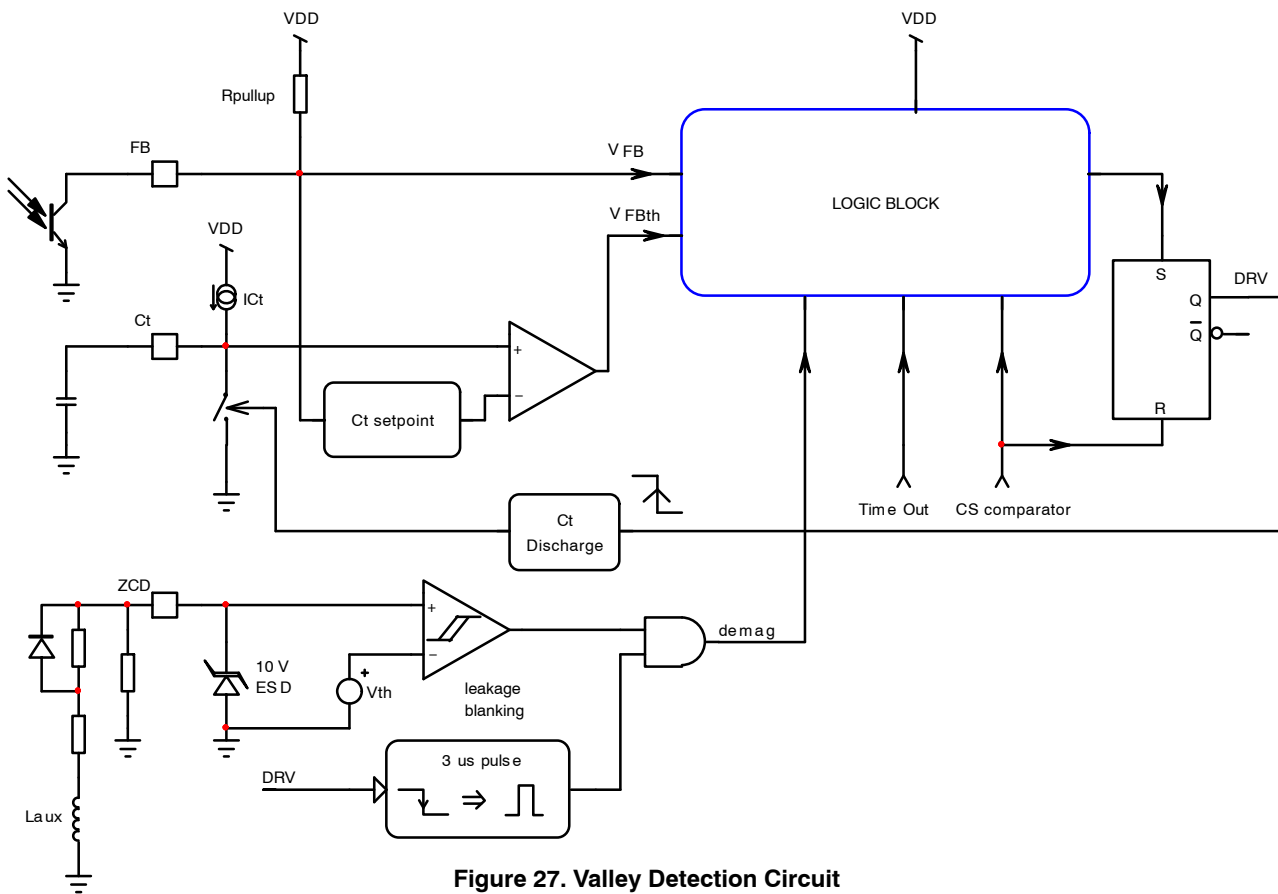 VDD
VDD
Rpullup
FB
V FB
V FBth
LOGIC BLOCK
VDD
ICt
S
DRV
Q
Q
Ct
+
−
Ct setpoint
R
Time Out
CS comparator
Ct
Discharge
ZCD
+
−
demag
10 V
ESD
+
Vth
leakage
blanking
3 us pulse
DRV
⇒
Laux
Figure 27. Valley Detection Circuit